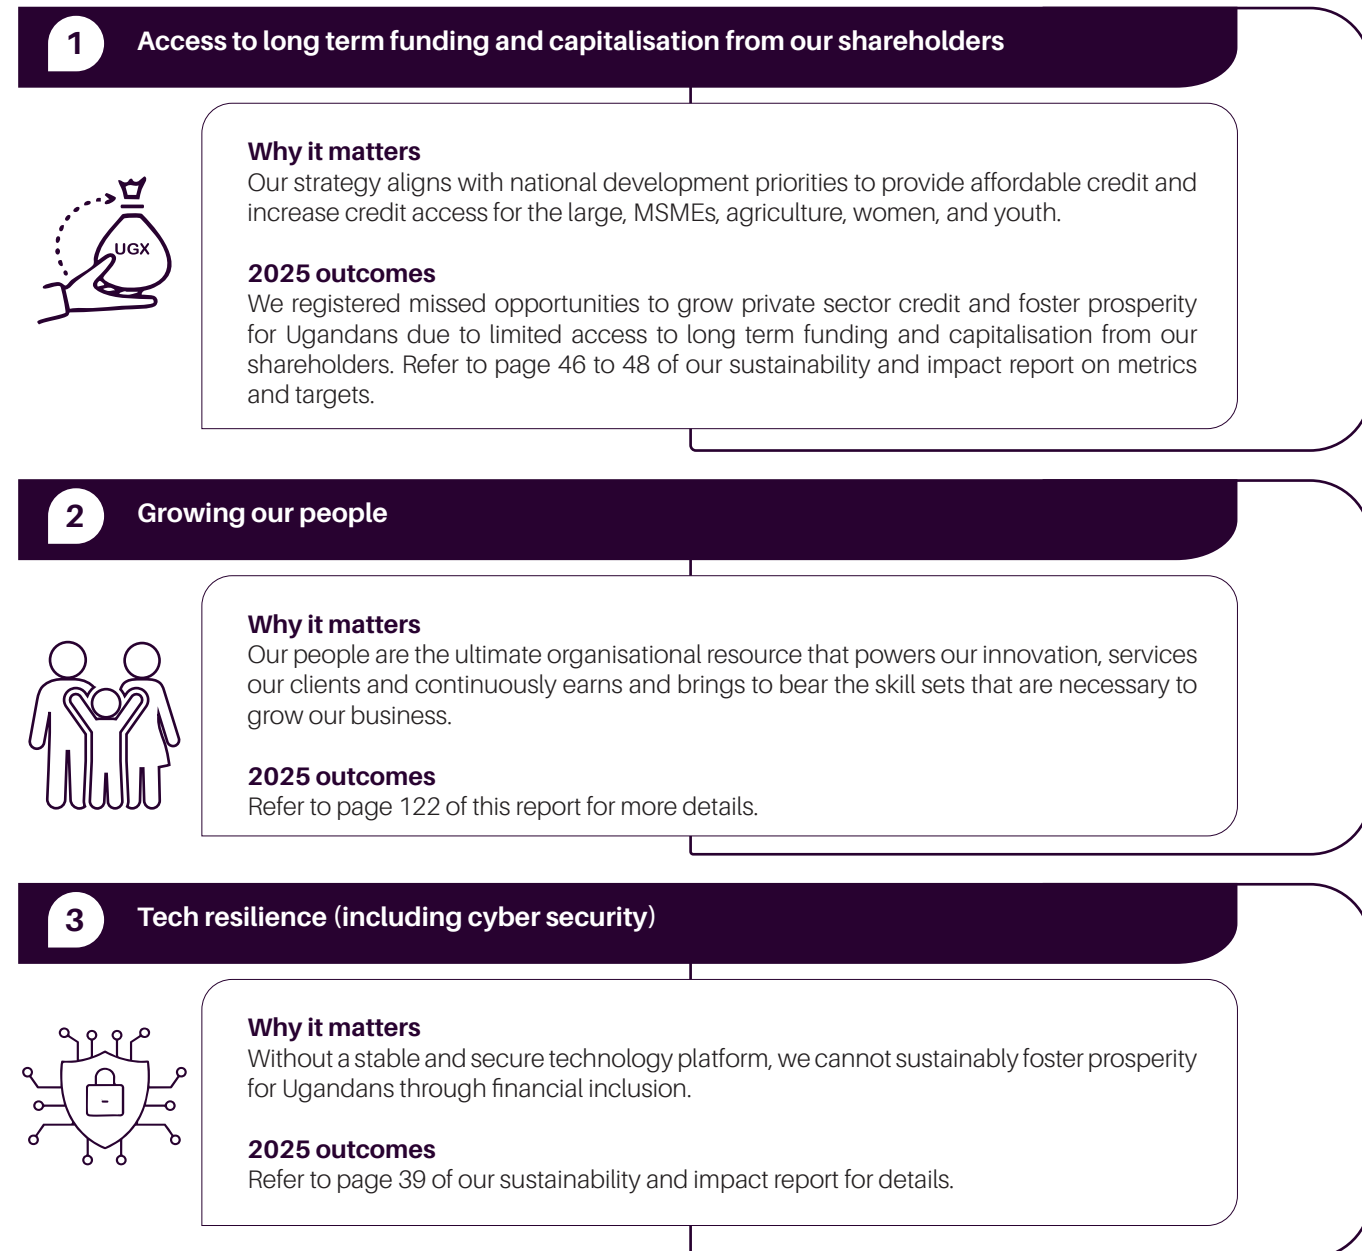 1
Access to long term funding and capitalisation from our shareholders
UGX
Why it matters
Our strategy aligns with national development priorities to provide affordable credit and
increase credit access for the large, MSMEs, agriculture, women, and youth.
2025 outcomes
We registered missed opportunities to grow private sector credit and foster prosperity
for Ugandans due to limited access to long term funding and capitalisation from our
shareholders. Refer to page 46 to 48 of our sustainability and impact report on metrics
and targets.
2
Growing our people
Why it matters
Our people are the ultimate organisational resource that powers our innovation, services
our clients and continuously earns and brings to bear the skill sets that are necessary to
grow our business.
2025 outcomes
Refer to page 122 of this report for more details.
3
Tech resilience (including cyber security)
Why it matters
Without a stable and secure technology platform, we cannot sustainably foster prosperity
for Ugandans through financial inclusion.
2025 outcomes
Refer to page 39 of our sustainability and impact report for details.